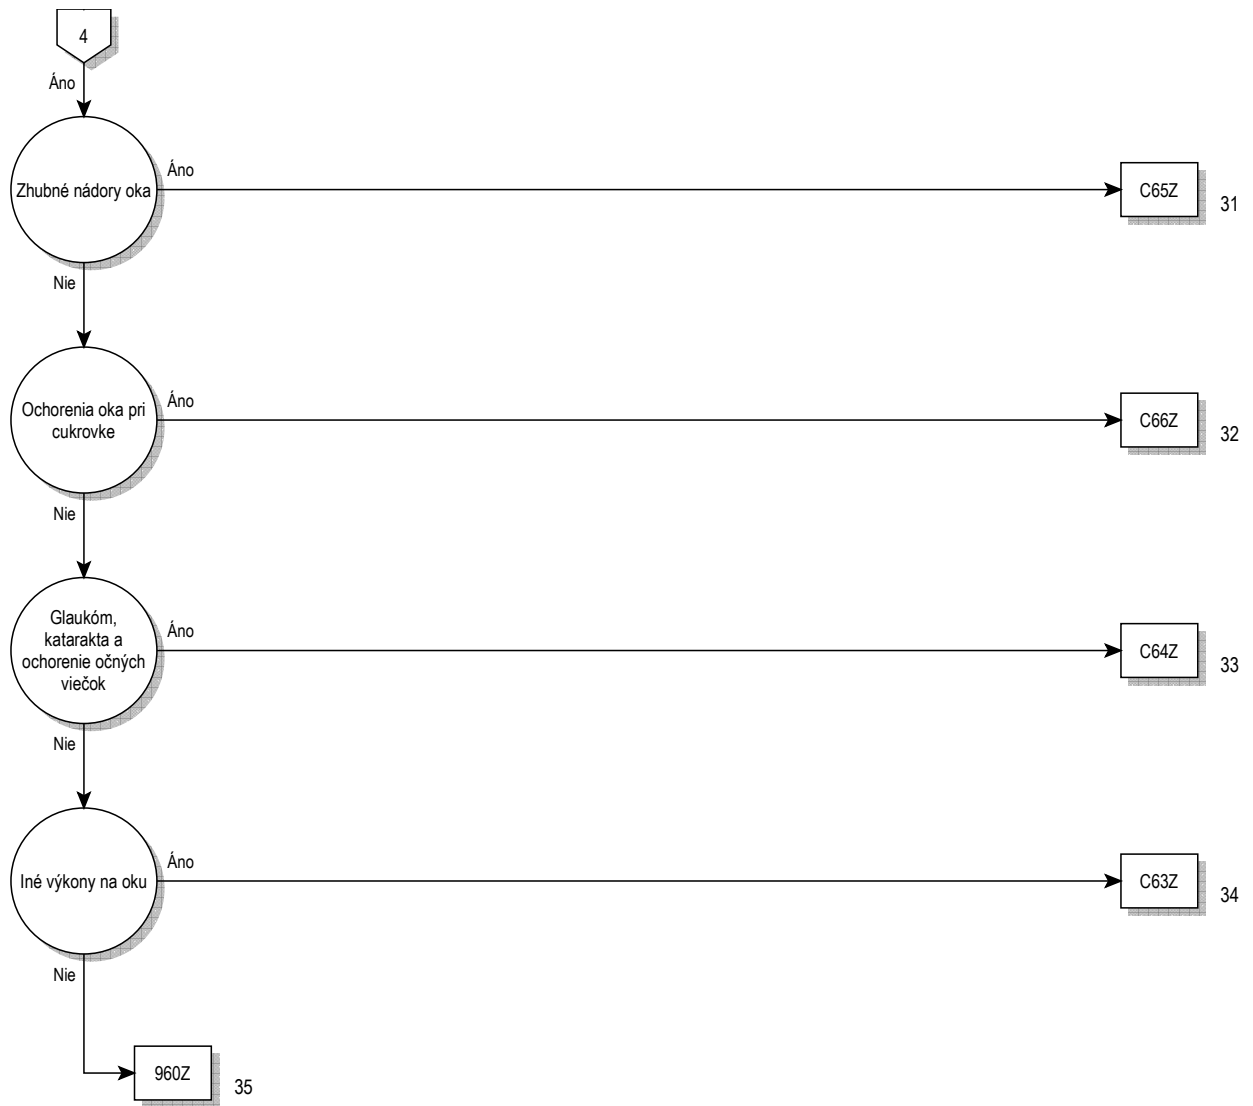 4
Áno
Zhubné nádory oka
Áno
C65Z
31
Nie
Ochorenia oka pri
cukrovke
Áno
C66Z
32
Nie
Glaukóm,
katarakta a
ochorenie očných
viečok
Áno
C64Z
33
Nie
Iné výkony na oku
Áno
C63Z
34
Nie
960Z
35